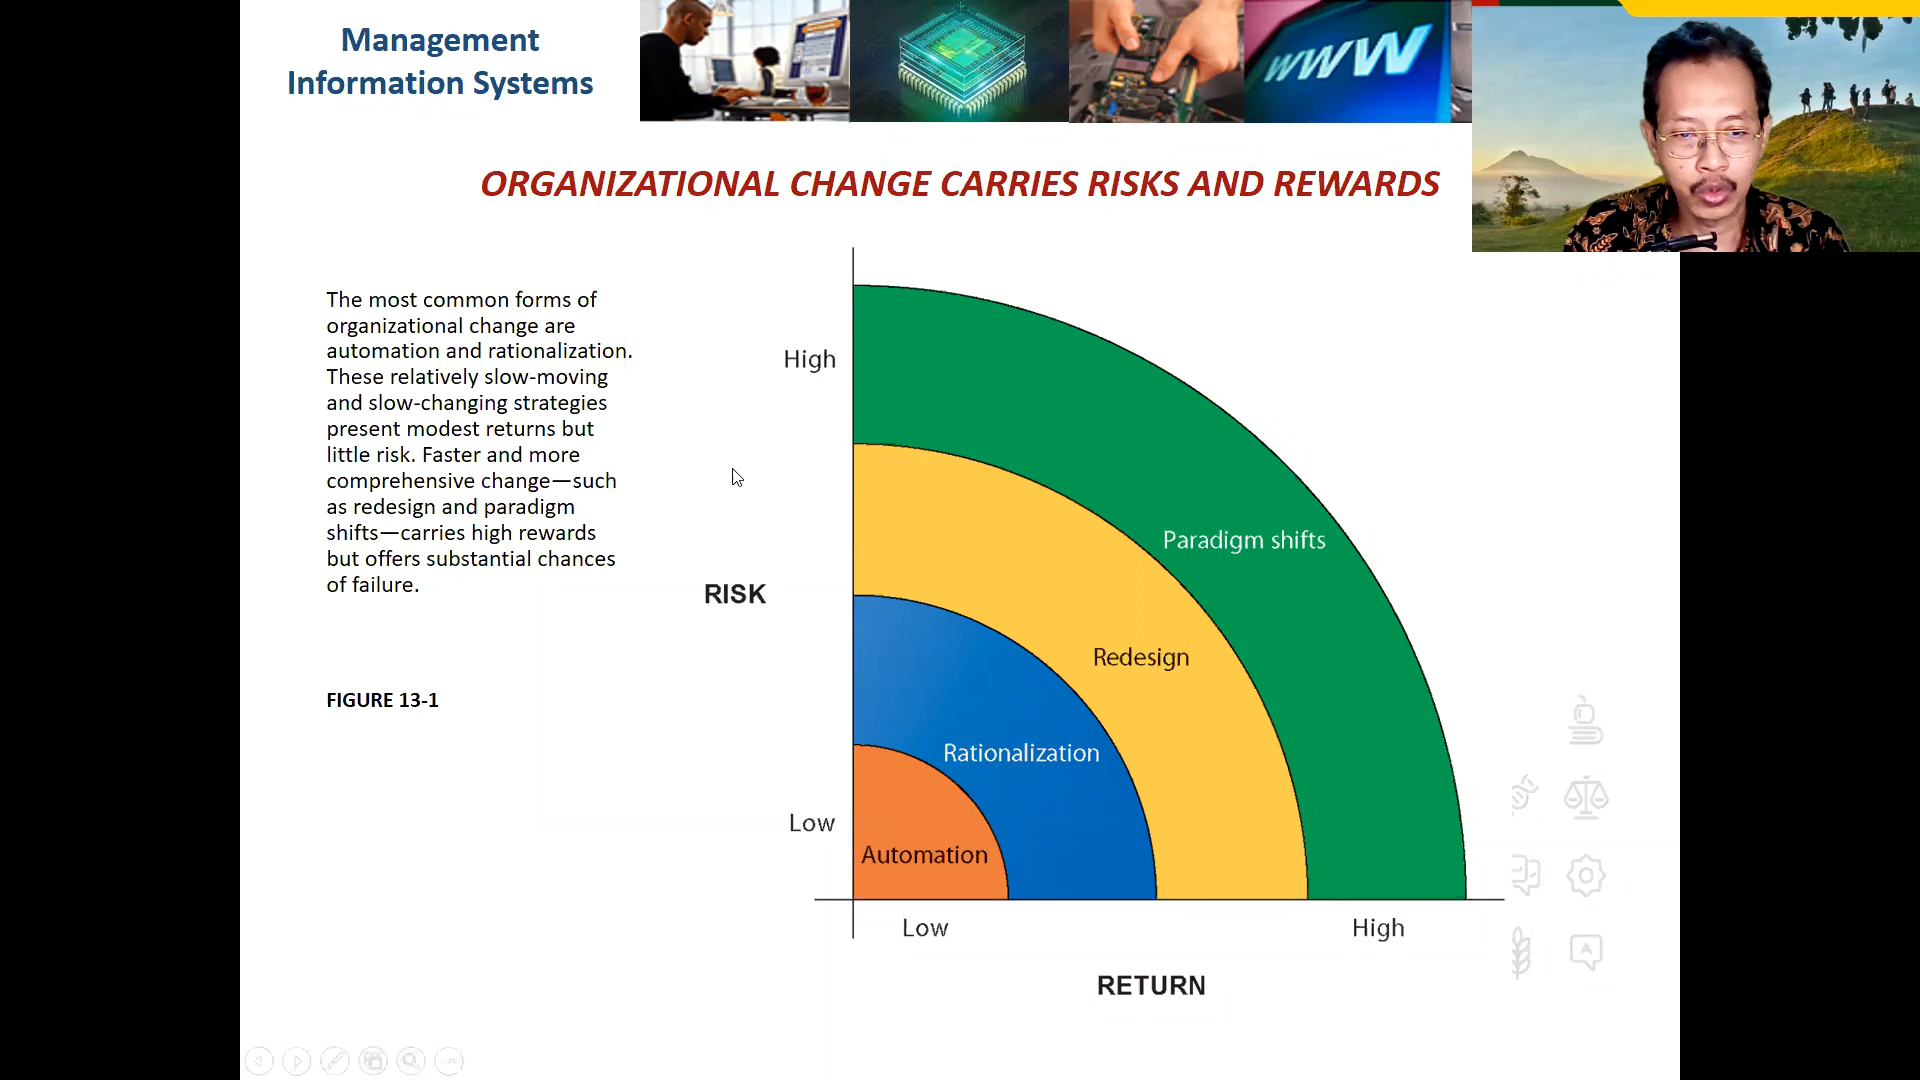 Management
Information Systems
www
ORGANIZATIONAL CHANGE CARRIES RISKS AND REWARDS
The most common forms of
organizational change are
automation and rationalization.
These relatively slow-moving
and slow-changing strategies
present modest returns but
little risk. Faster and more
comprehensive change—such
as redesign and paradigm
shifts—carries high rewards
but offers substantial chances
of failure.
FIGURE 13-1
High
Paradigm shifts
RISK
Redesign
Rationalization
Low
Automation
Low
High
RETURN